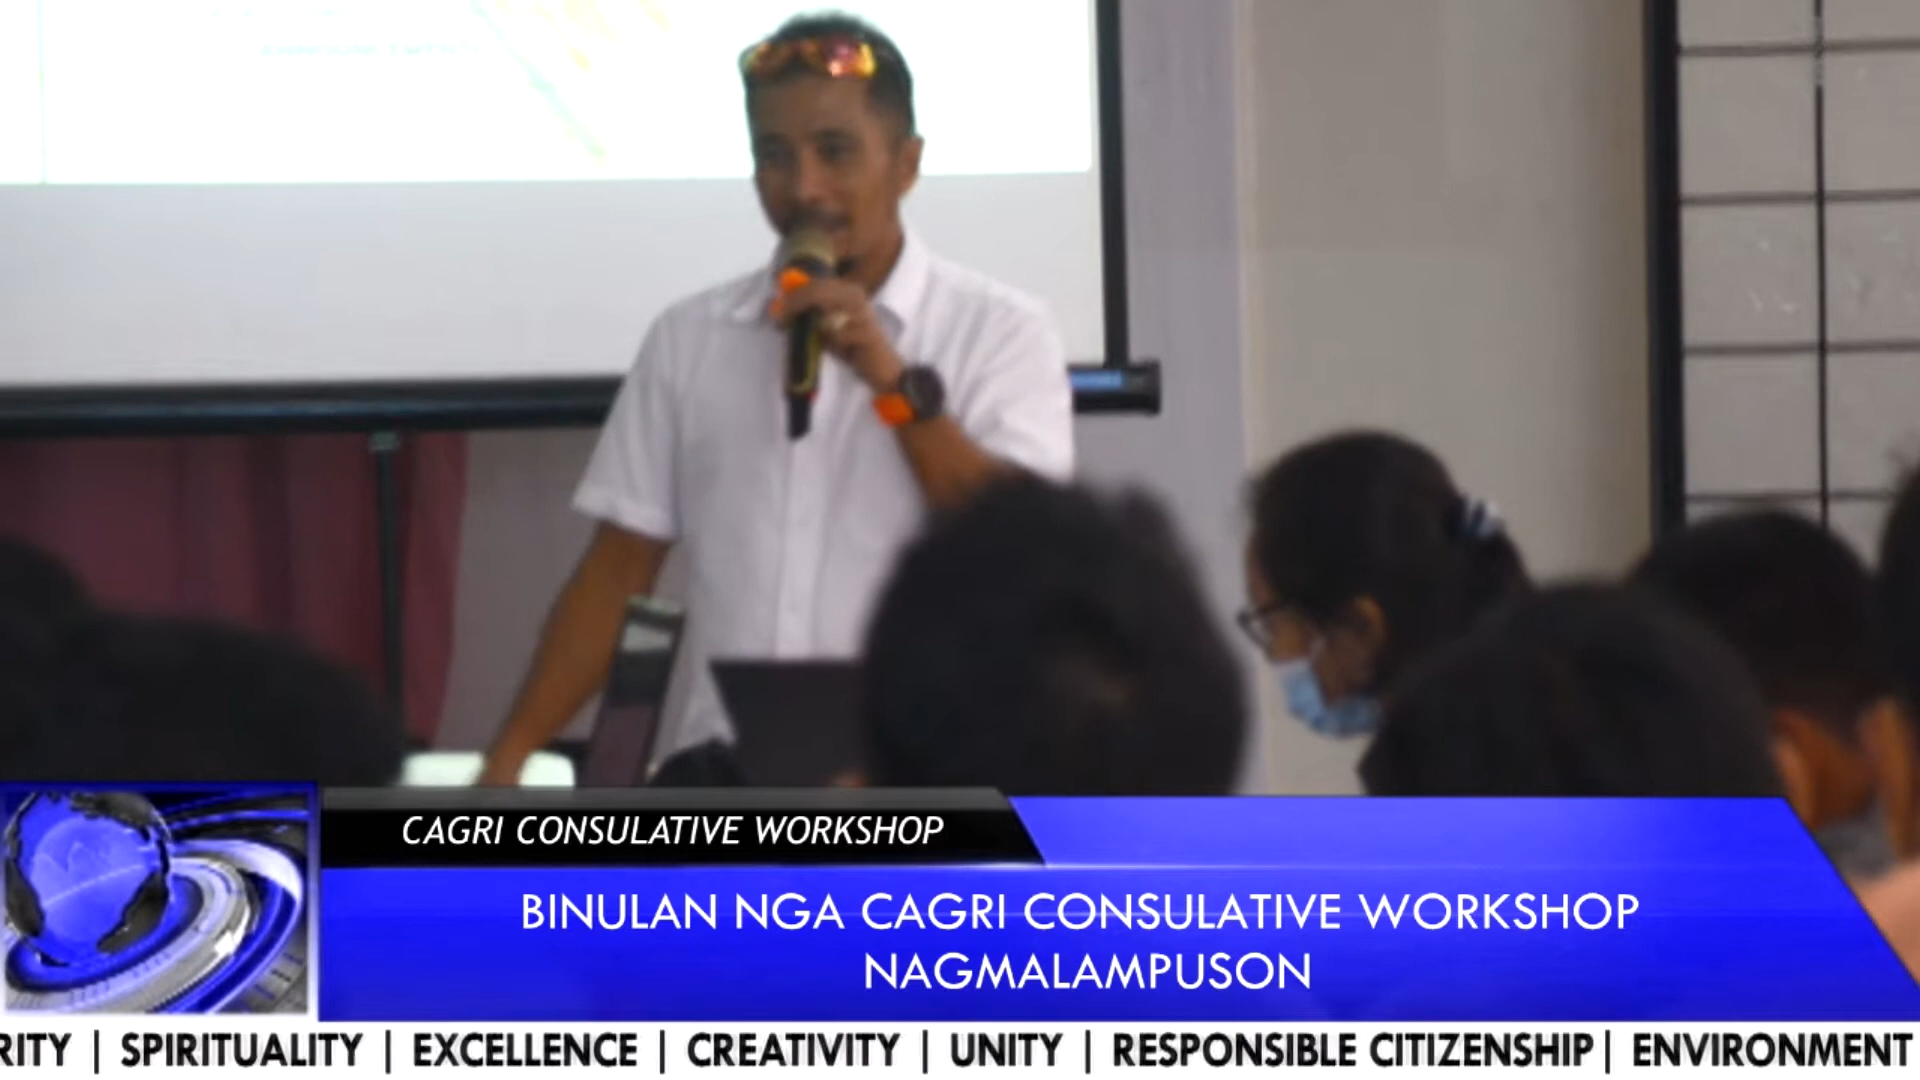 CAGRI CONSULATIVE WORKSHOP
BINULAN NGA CAGRI CONSULATIVE WORKSHOP
NAGMALAMPUSON
RITY | SPIRITUALITY | EXCELLENCE | CREATIVITY | UNITY | RESPONSIBLE CITIZENSHIP | ENVIRONMENT